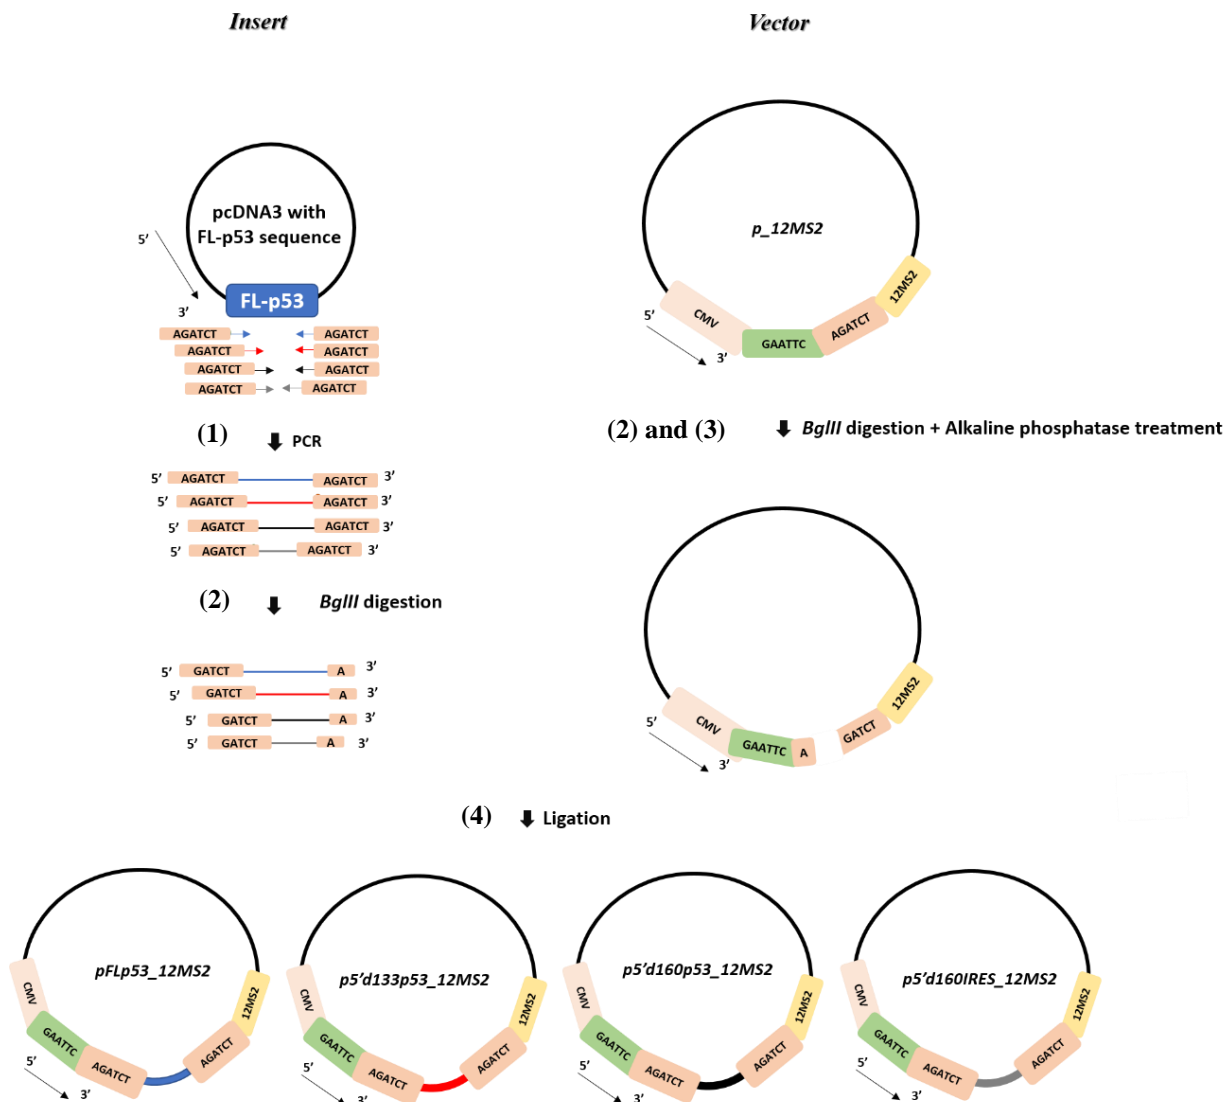 Insert
Vector
pcDNA3 with
FL-p53 sequence
5'
3'
FL-p53
AGATCT AGATCT
AGATCT AGATCT
AGATCT AGATCT
AGATCT AGATCT
p_12MS2
CMV
GAATTC
AGATCT
12MS2
5'
3'
(1) PCR
(2) and (3) BglII digestion + Alkaline phosphatase treatment
5' AGATCT AGATCT 3'
5' AGATCT AGATCT 3'
5' AGATCT AGATCT 3'
5' AGATCT AGATCT 3'
(2) BglII digestion
5' GATCT A 3'
5' GATCT A 3'
5' GATCT A 3'
5' GATCT A 3'
CMV
GAATTC
A
GATCT
12MS2
5'
3'
(4) Ligation
pFLp53_12MS2
CMV
GAATTC
AGATCT
AGATCT
12MS2
5'
3'
p5'd133p53_12MS2
CMV
GAATTC
AGATCT
AGATCT
12MS2
5'
3'
p5'd160p53_12MS2
CMV
GAATTC
AGATCT
AGATCT
12MS2
5'
3'
p5'd160IRES_12MS2
CMV
GAATTC
AGATCT
AGATCT
12MS2
5'
3'